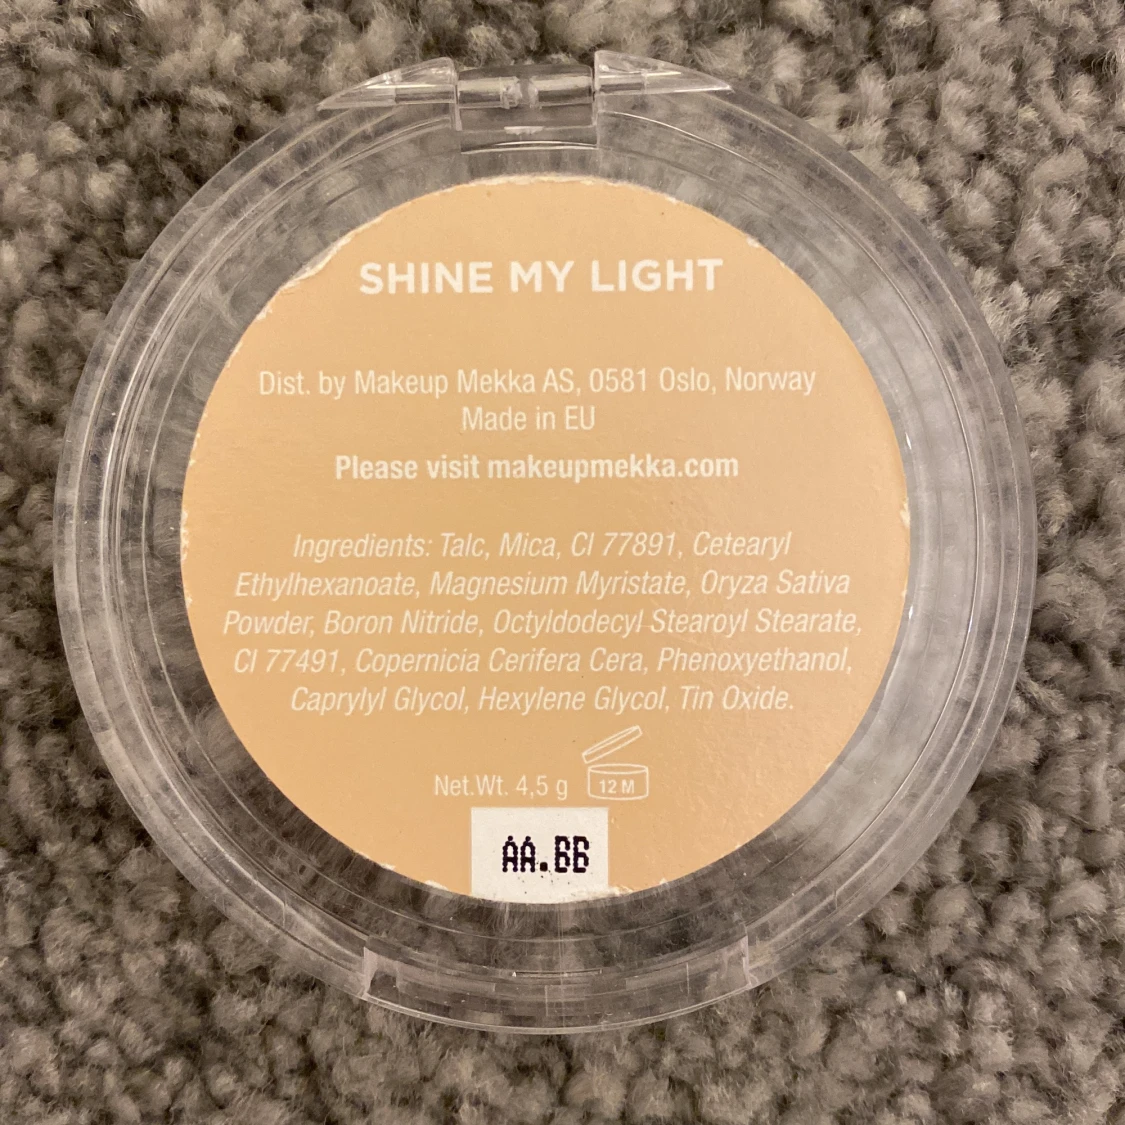 SHINE MY LIGHT
Dist. by Makeup Mekka AS, 0581 Oslo, Norway
Made in EU
Please visit makeupmekka.com
Ingredients: Talc, Mica, CI 77891, Cetearyl
Ethylhexanoate, Magnesium Myristate, Oryza Sativa
Powder, Boron Nitride, Octyldodecyl Stearoyl Stearate,
CI 77491, Copernicia Cerifera Cera, Phenoxyethanol,
Caprylyl Glycol, Hexylene Glycol, Tin Oxide.
Net.Wt. 4,5 g
12 M